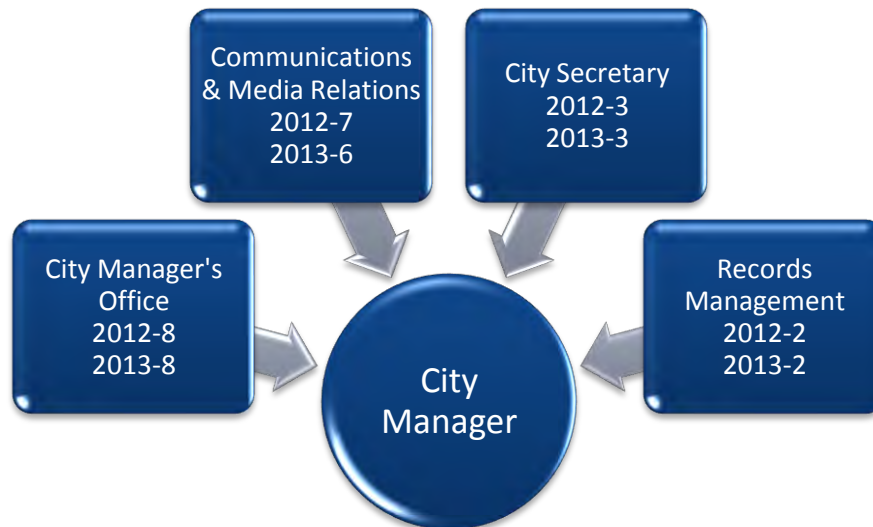 Communications
& Media Relations
2012-7
2013-6
City Secretary
2012-3
2013-3
City Manager's
Office
2012-8
2013-8
Records
Management
2012-2
2013-2
City
Manager